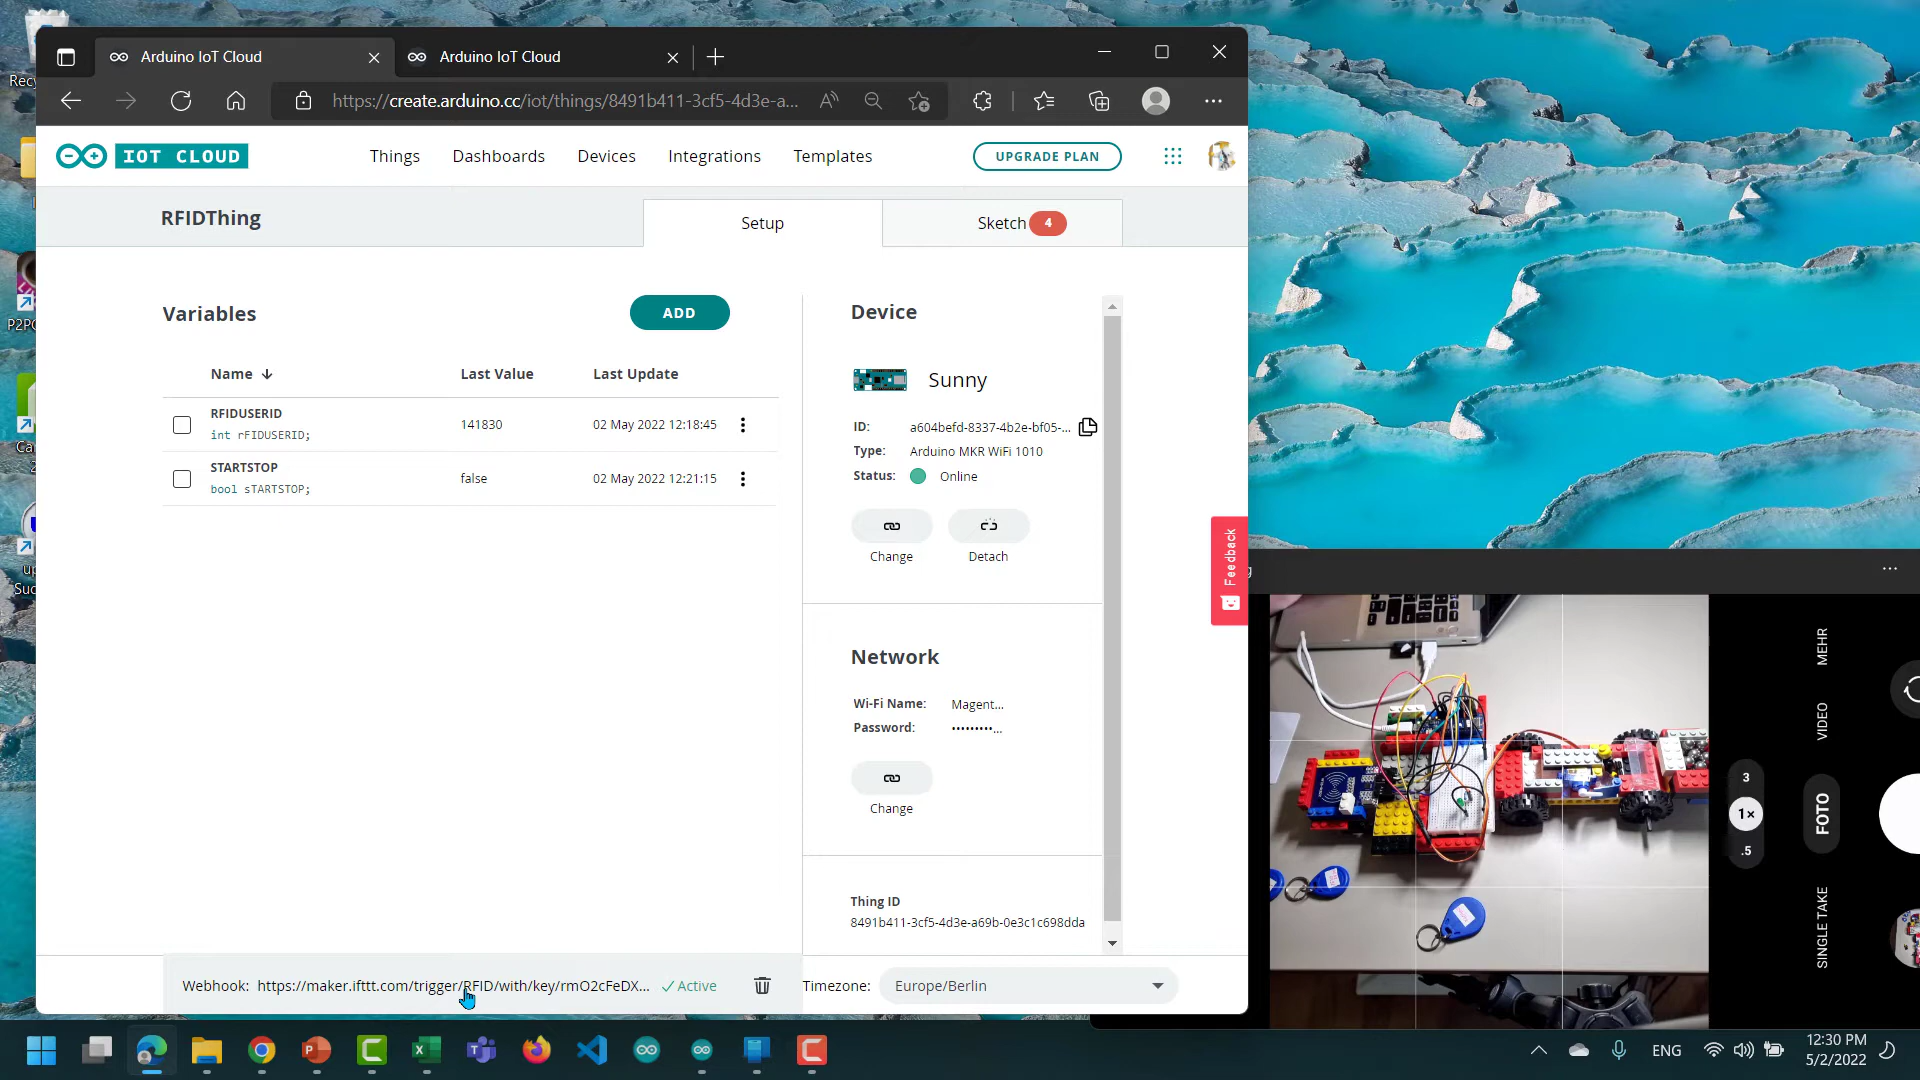 Recy
Arduino IoT Cloud
Arduino IoT Cloud
https://create.arduino.cc/iot/things/8491b411-3cf5-4d3e-a...
IOT CLOUD
Things
Dashboards
Devices
Integrations
Templates
UPGRADE PLAN
RFIDThing
Setup
Sketch 4
Variables
ADD
Name
Last Value
Last Update
RFIDUSERID
int rFIDUSERID;
141830
02 May 2022 12:18:45
STARTSTOP
bool sTARTSTOP;
false
02 May 2022 12:21:15
Device
Sunny
ID: a604befd-8337-4b2e-bf05-...
Type: Arduino MKR WiFi 1010
Status: Online
Change
Detach
Network
Wi-Fi Name: Magent...
Password: •••••••••...
Change
Thing ID
8491b411-3cf5-4d3e-a69b-0e3c1c698dda
Webhook: https://maker.ifttt.com/trigger/RFID/with/key/rmO2cFeDX...
Active
Timezone: Europe/Berlin
Feedback
P2P
Ca
2
up
Suc
g
MEHR
VIDEO
FOTO
SINGLE TAKE
3
1×
.5
ENG
12:30 PM
5/2/2022